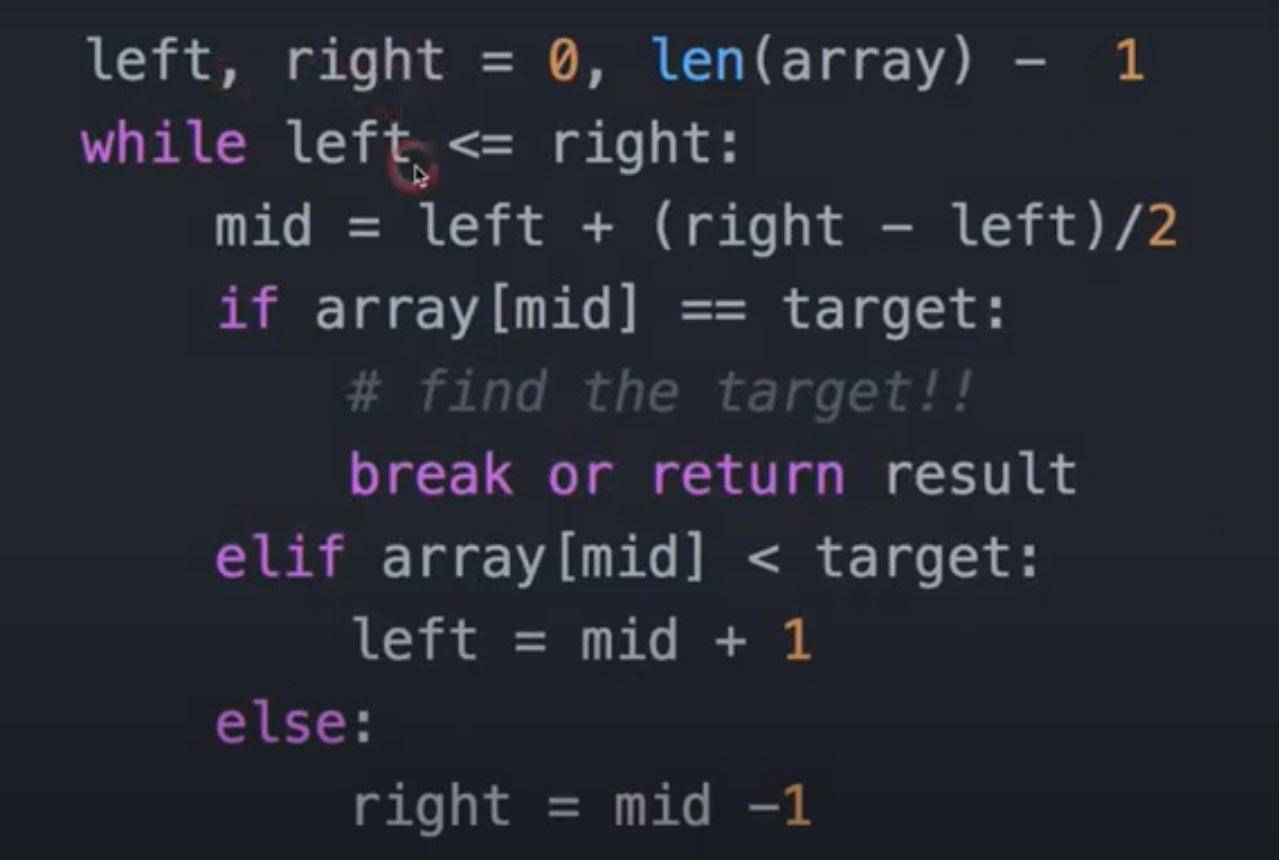 left, right = 0, len(array) - 1
while left <= right:
    mid = left + (right - left)/2
    if array[mid] == target:
        # find the target!!
        break or return result
    elif array[mid] < target:
        left = mid + 1
    else:
        right = mid -1